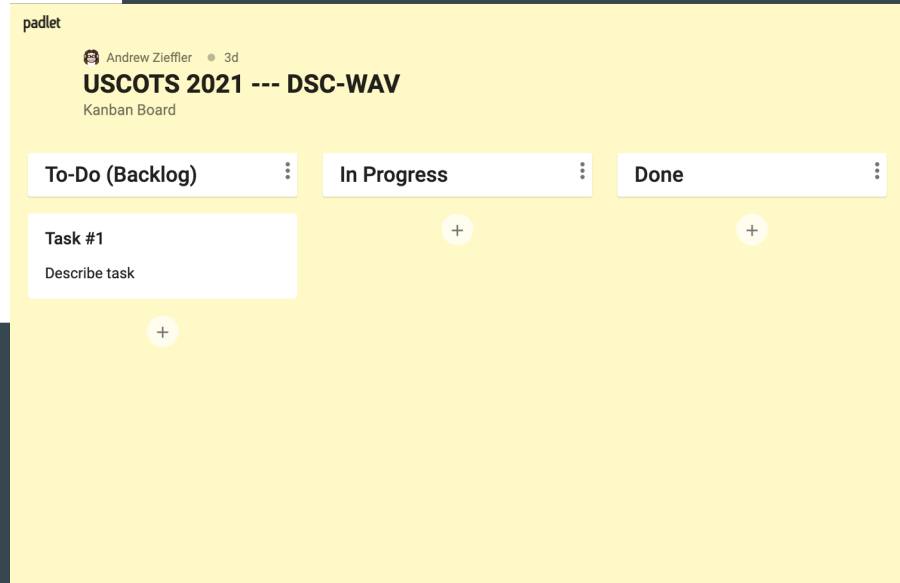 padlet
Andrew Zieffler 3d
USCOTS 2021 --- DSC-WAV
Kanban Board
To-Do (Backlog)
In Progress
Done
Task #1
Describe task